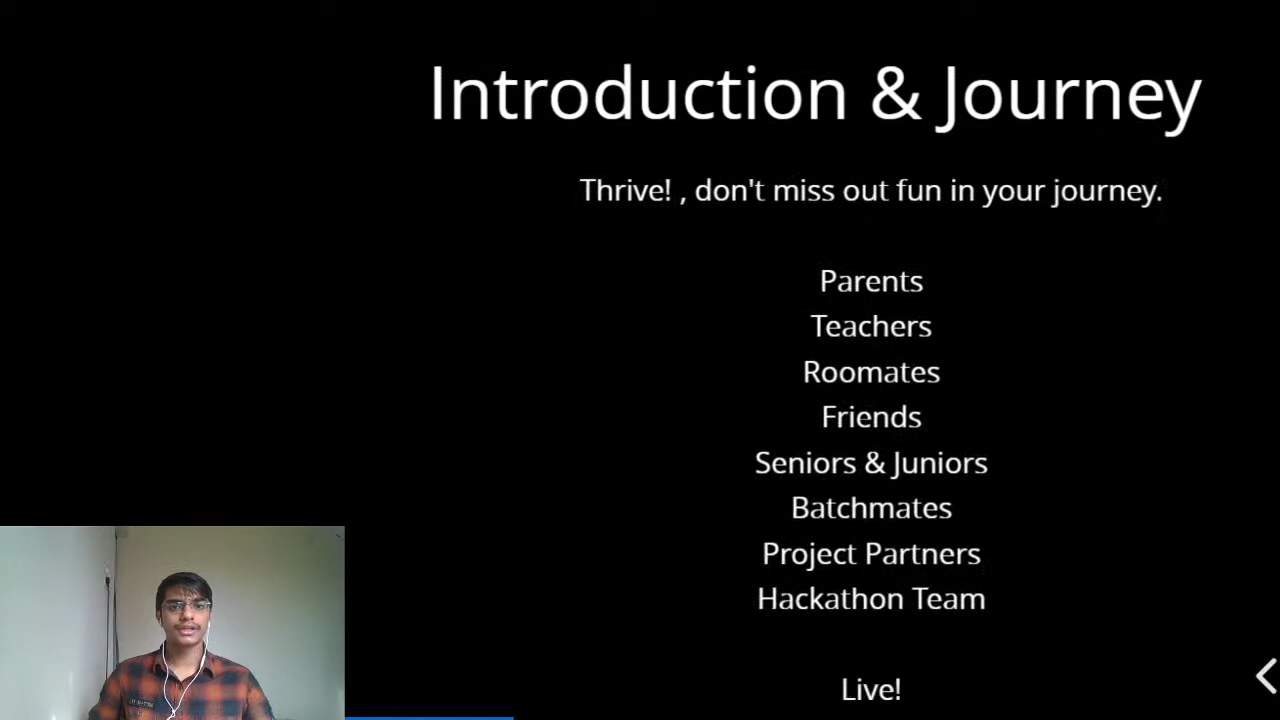 Introduction & Journey
Thrive! , don't miss out fun in your journey.
Parents
Teachers
Roomates
Friends
Seniors & Juniors
Batchmates
Project Partners
Hackathon Team
Live!